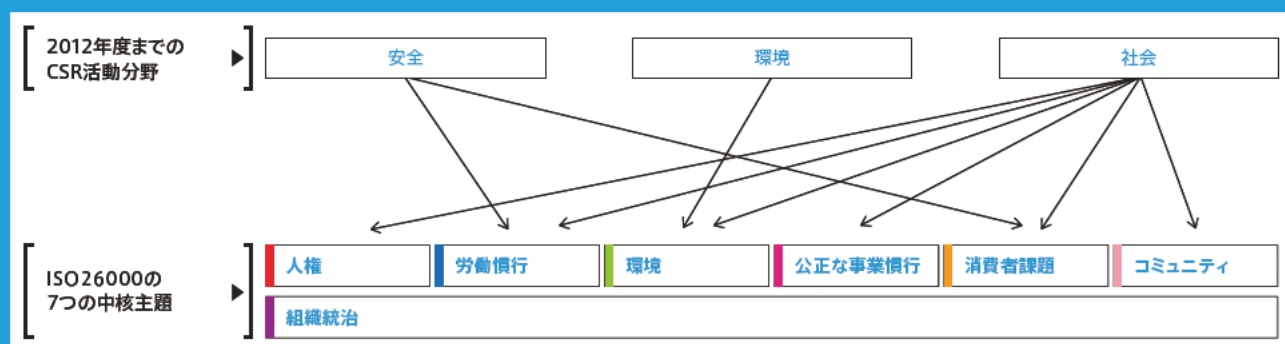 2012年度までの
CSR活動分野
安全
環境
社会
ISO26000の
7つの中核主題
人権
労働慣行
環境
公正な事業慣行
消費者課題
コミュニティ
組織統治